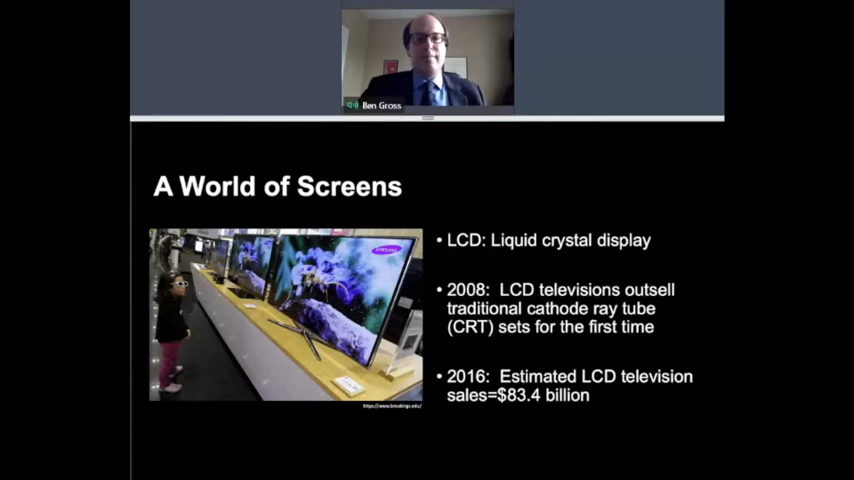 Ben Gross
A World of Screens
SAMSUNG
• LCD: Liquid crystal display
• 2008: LCD televisions outsell
traditional cathode ray tube
(CRT) sets for the first time
• 2016: Estimated LCD television
sales=$83.4 billion
https://www.brookings.edu/